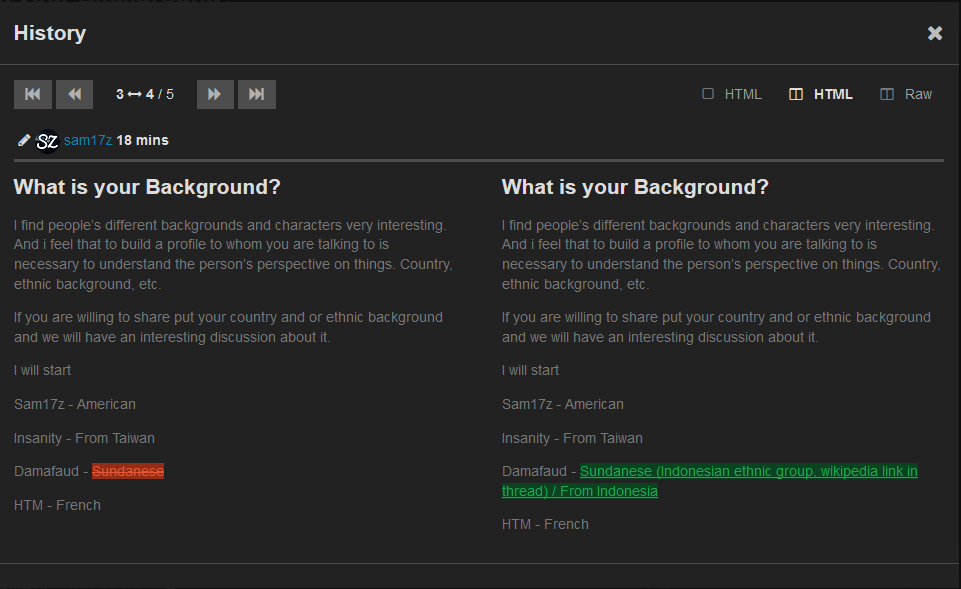 History
3 ↔ 4 / 5
HTML
HTML
Raw
SZ sam17z 18 mins
What is your Background?
I find people's different backgrounds and characters very interesting.
And i feel that to build a profile to whom you are talking to is
necessary to understand the person's perspective on things. Country,
ethnic background, etc.
If you are willing to share put your country and or ethnic background
and we will have an interesting discussion about it.
I will start
Sam17z - American
Insanity - From Taiwan
Damafaud - Sundanese
HTM - French
What is your Background?
I find people's different backgrounds and characters very interesting.
And i feel that to build a profile to whom you are talking to is
necessary to understand the person's perspective on things. Country,
ethnic background, etc.
If you are willing to share put your country and or ethnic background
and we will have an interesting discussion about it.
I will start
Sam17z - American
Insanity - From Taiwan
Damafaud - Sundanese (Indonesian ethnic group, wikipedia link in
thread) / From Indonesia
HTM - French